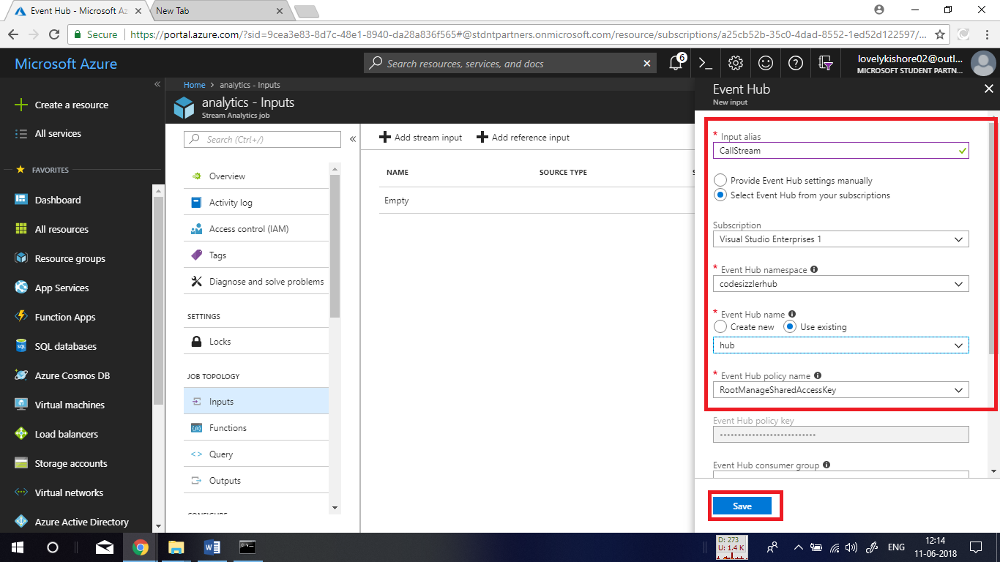 Event Hub - Microsoft Az
New Tab
Secure
https://portal.azure.com/?sid=9cea3e83-8d7c-48e1-8940-da28a836f565#@stdntpartners.onmicrosoft.com/resource/subscriptions/a25cb52b-35c0-4dad-8552-1ed52d122597/...
Microsoft Azure
Search resources, services, and docs
6
lovelykishore02@outl...
MICROSOFT STUDENT PARTN...
Create a resource
All services
FAVORITES
Dashboard
All resources
Resource groups
App Services
Function Apps
SQL databases
Azure Cosmos DB
Virtual machines
Load balancers
Storage accounts
Virtual networks
Azure Active Directory
Home > analytics - Inputs
analytics - Inputs
Stream Analytics job
Search (Ctrl+/)
Overview
Activity log
Access control (IAM)
Tags
Diagnose and solve problems
SETTINGS
Locks
JOB TOPOLOGY
Inputs
Functions
Query
Outputs
CONFIGURE
Add stream input
Add reference input
NAME
SOURCE TYPE
S
Empty
Event Hub
New input
* Input alias
CallStream
Provide Event Hub settings manually
Select Event Hub from your subscriptions
Subscription
Visual Studio Enterprises 1
* Event Hub namespace
codesizzlerhub
* Event Hub name
Create new
Use existing
hub
* Event Hub policy name
RootManageSharedAccessKey
Event Hub policy key
Event Hub consumer group
Save
D: 273
U: 1.4 K
ENG
12:14
11-06-2018